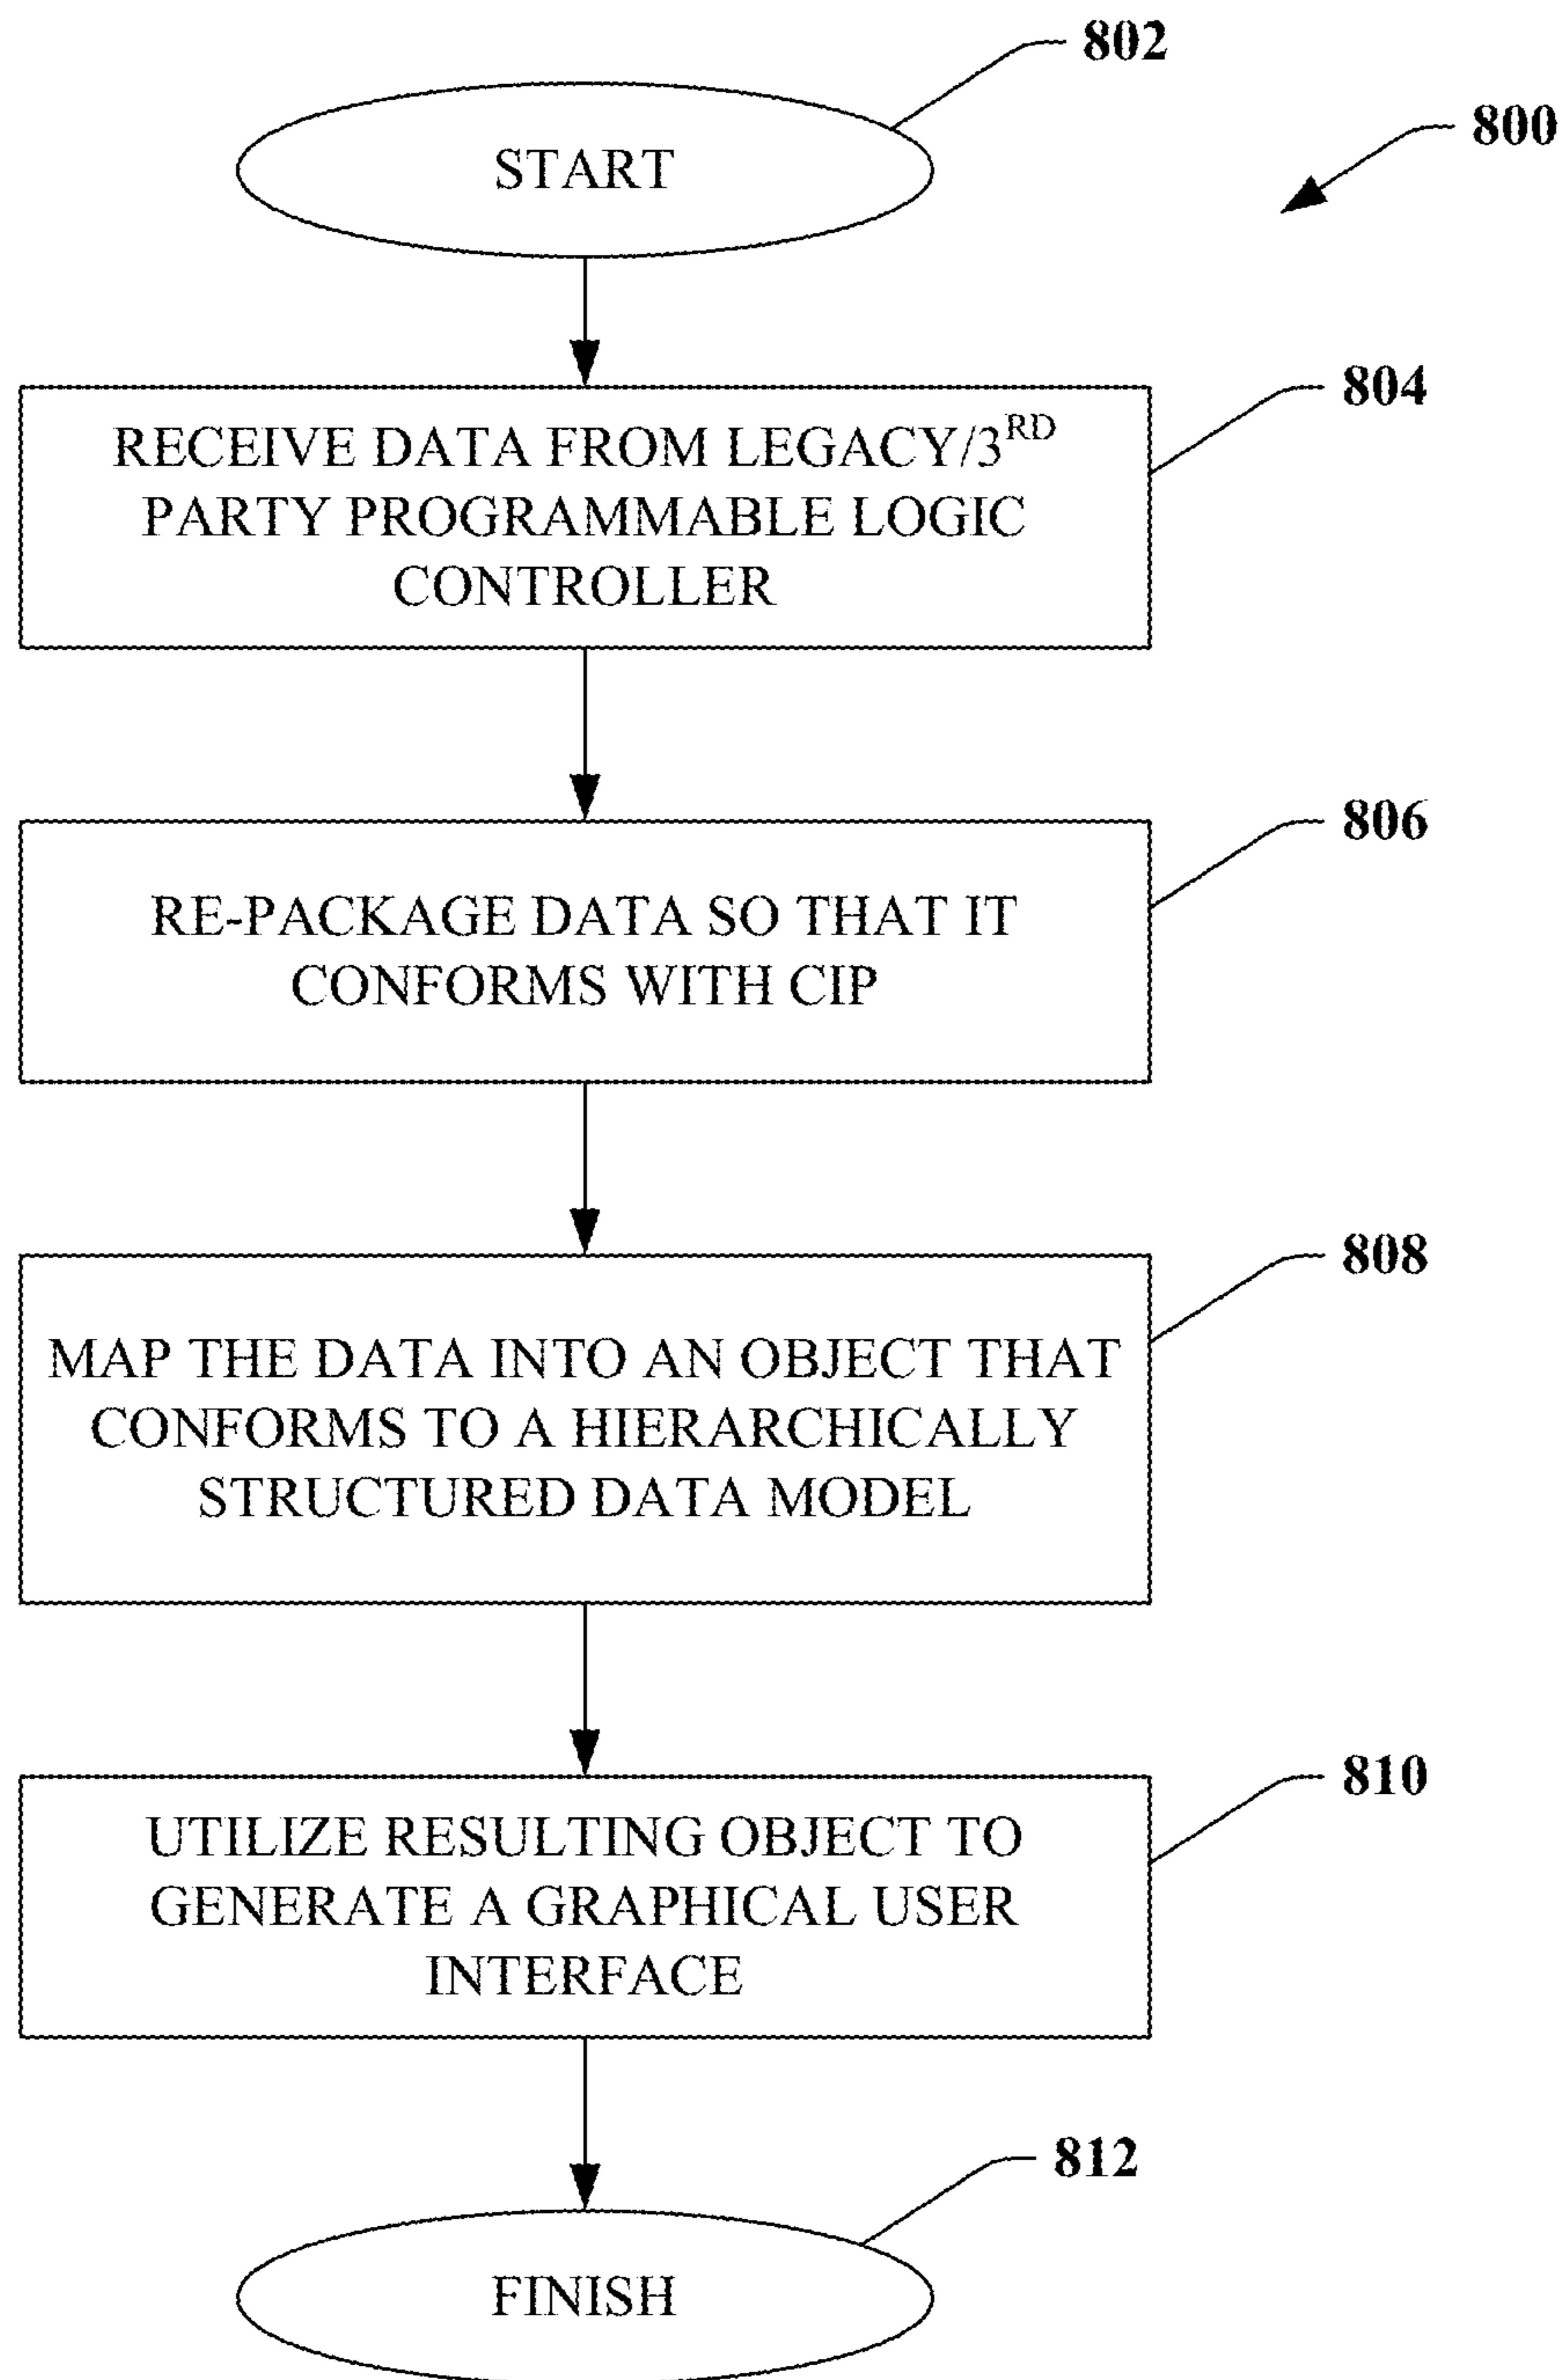 802
START
800
804
RECEIVE DATA FROM LEGACY/3RD
PARTY PROGRAMMABLE LOGIC
CONTROLLER
806
RE-PACKAGE DATA SO THAT IT
CONFORMS WITH CIP
808
MAP THE DATA INTO AN OBJECT THAT
CONFORMS TO A HIERARCHICALLY
STRUCTURED DATA MODEL
810
UTILIZE RESULTING OBJECT TO
GENERATE A GRAPHICAL USER
INTERFACE
812
FINISH